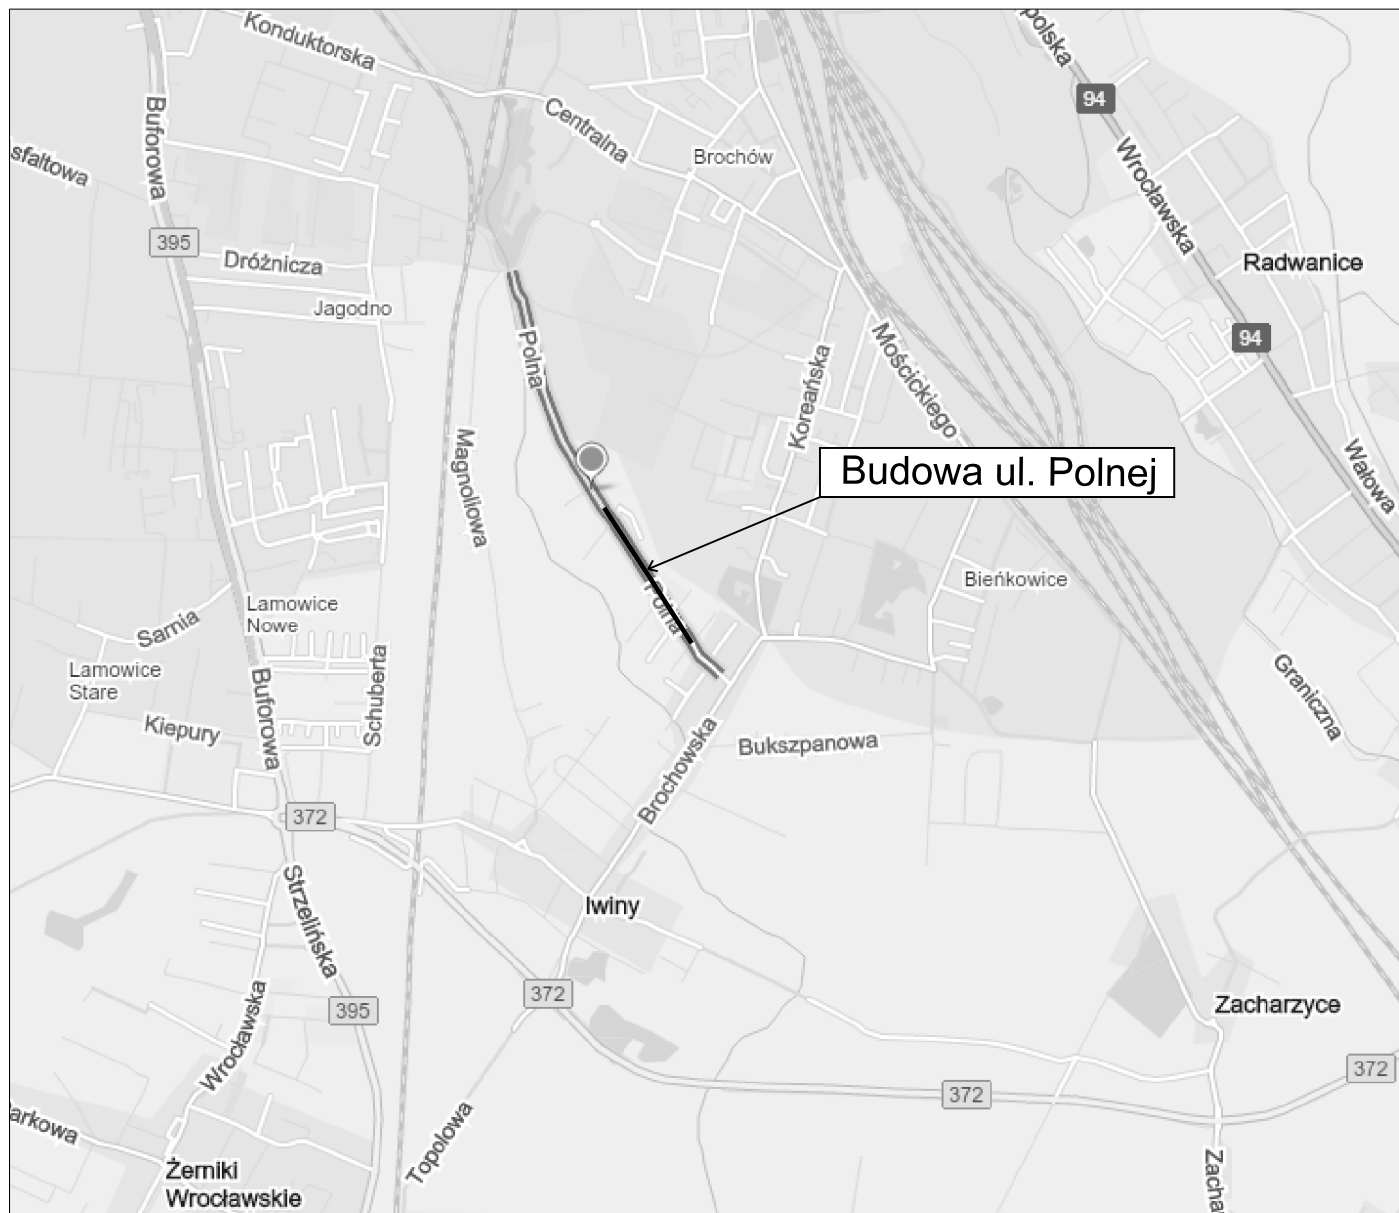 Konduktorska
polska
94
Buforowa
Centralna
sfaltowa
Brochów
Wrocławska
395
Dróżnicza
Radwanice
Jagodno
94
Polna
Mościckiego
Koreańska
Magnoliowa
Budowa ul. Polnej
Wałowa
Bieńkowice
Lamowice
Nowe
Polna
Sarnia
Lamowice
Stare
Schuberta
Buforowa
Graniczna
Kiepury
Bukszpanowa
Brochowska
372
Strzelińska
Iwiny
372
395
Wrocławska
Zacharzyce
372
372
arkowa
Topolowa
Żerniki
Wrocławskie
Zacha